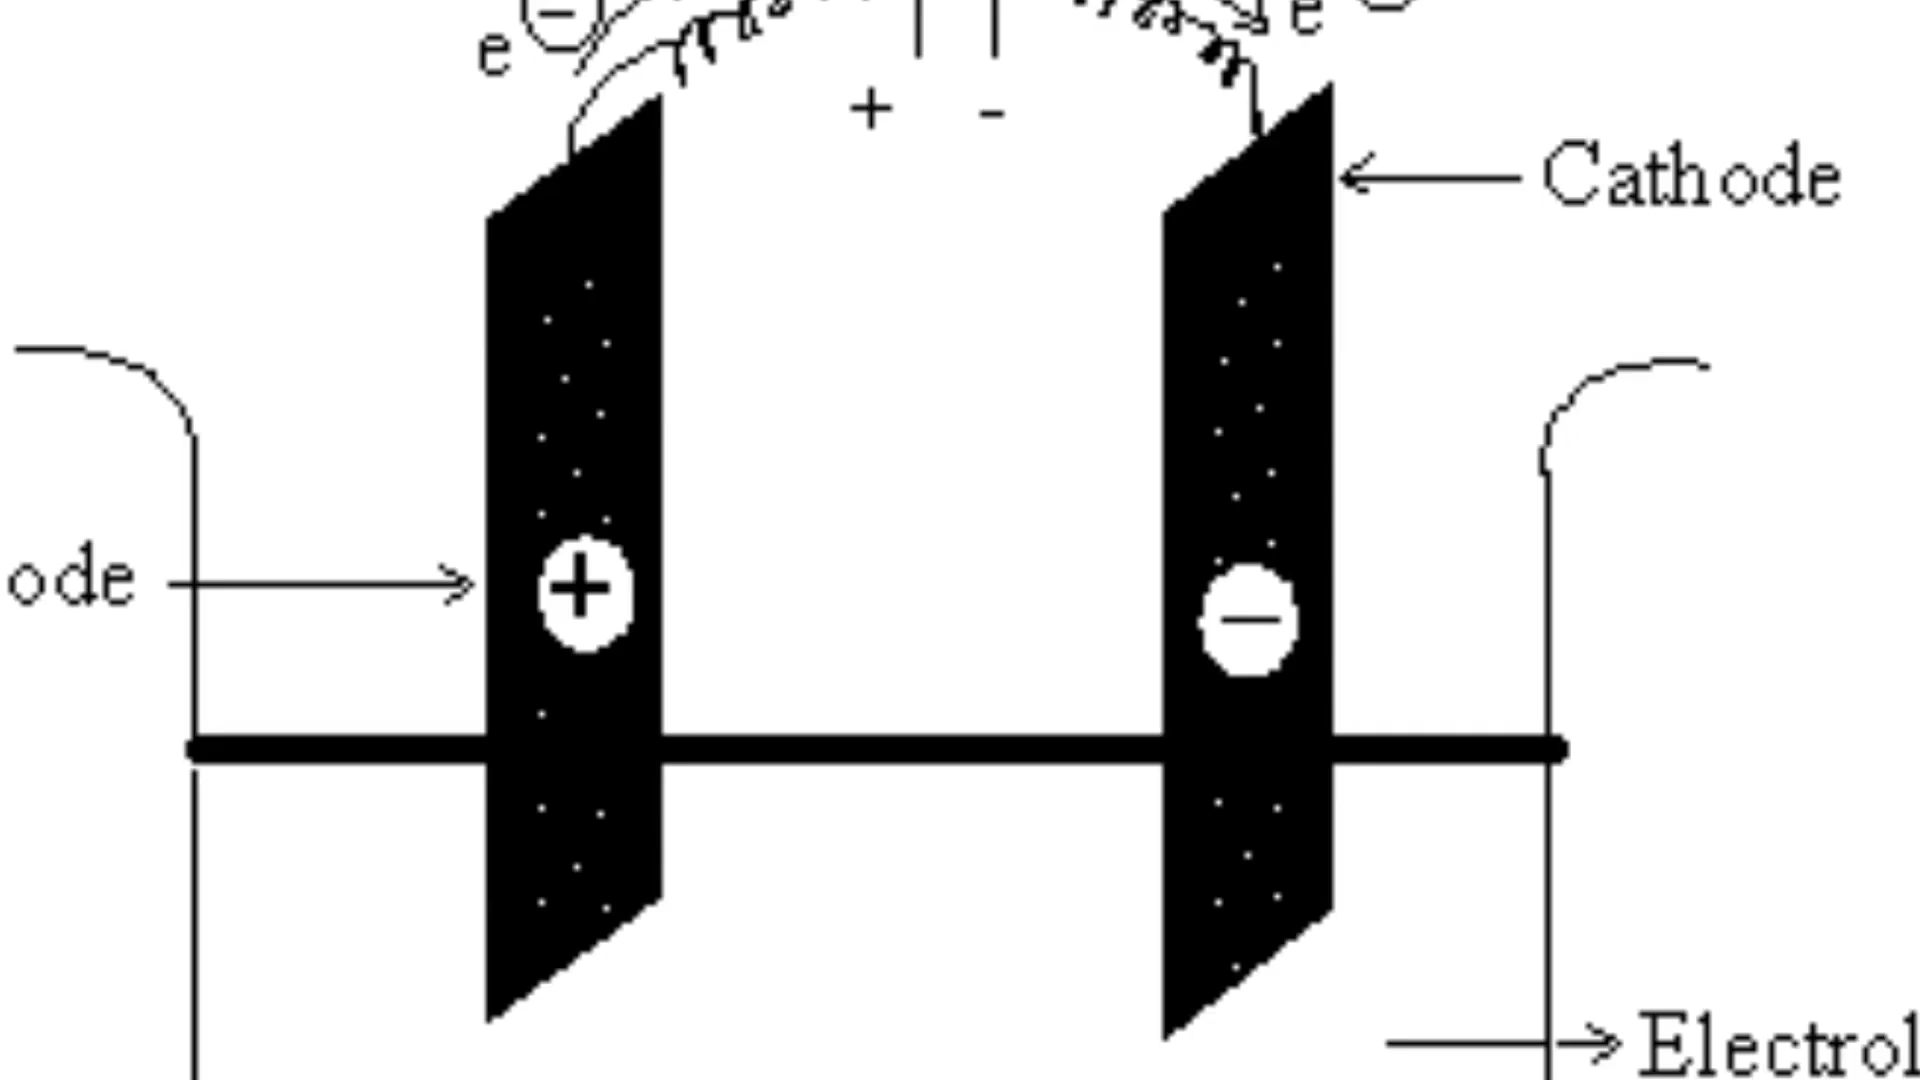 e −
e
+ -
Cathode
ode
+
−
Electrol